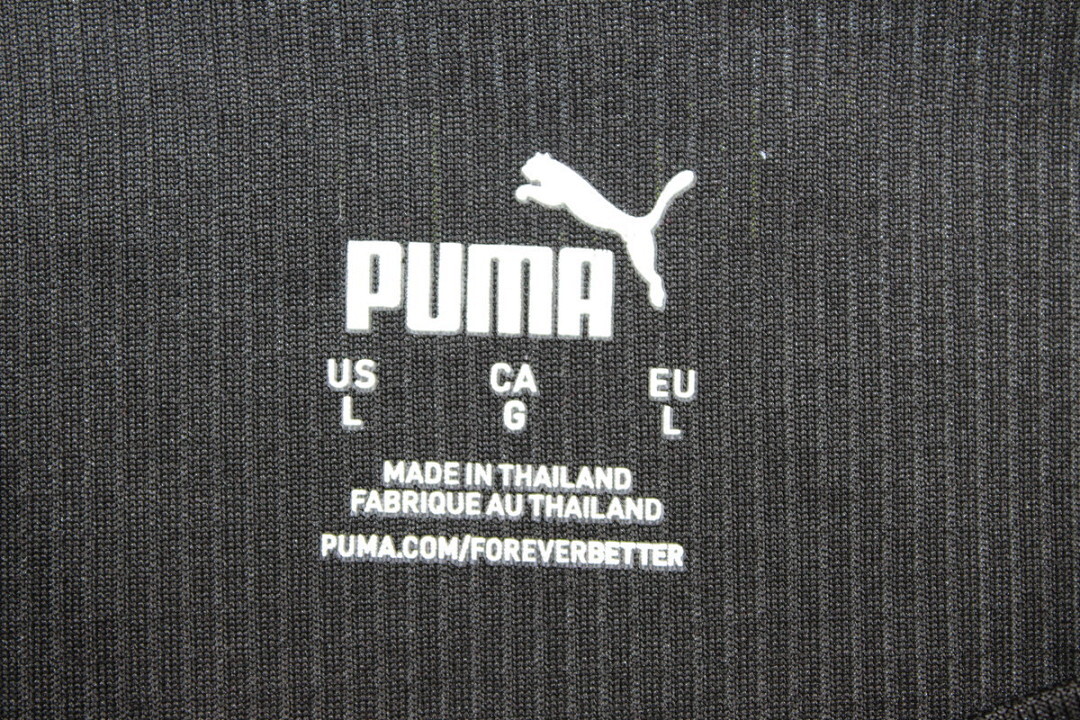 PUMA
US CA EU
L G L
MADE IN THAILAND
FABRIQUE AU THAILAND
PUMA.COM/FOREVERBETTER